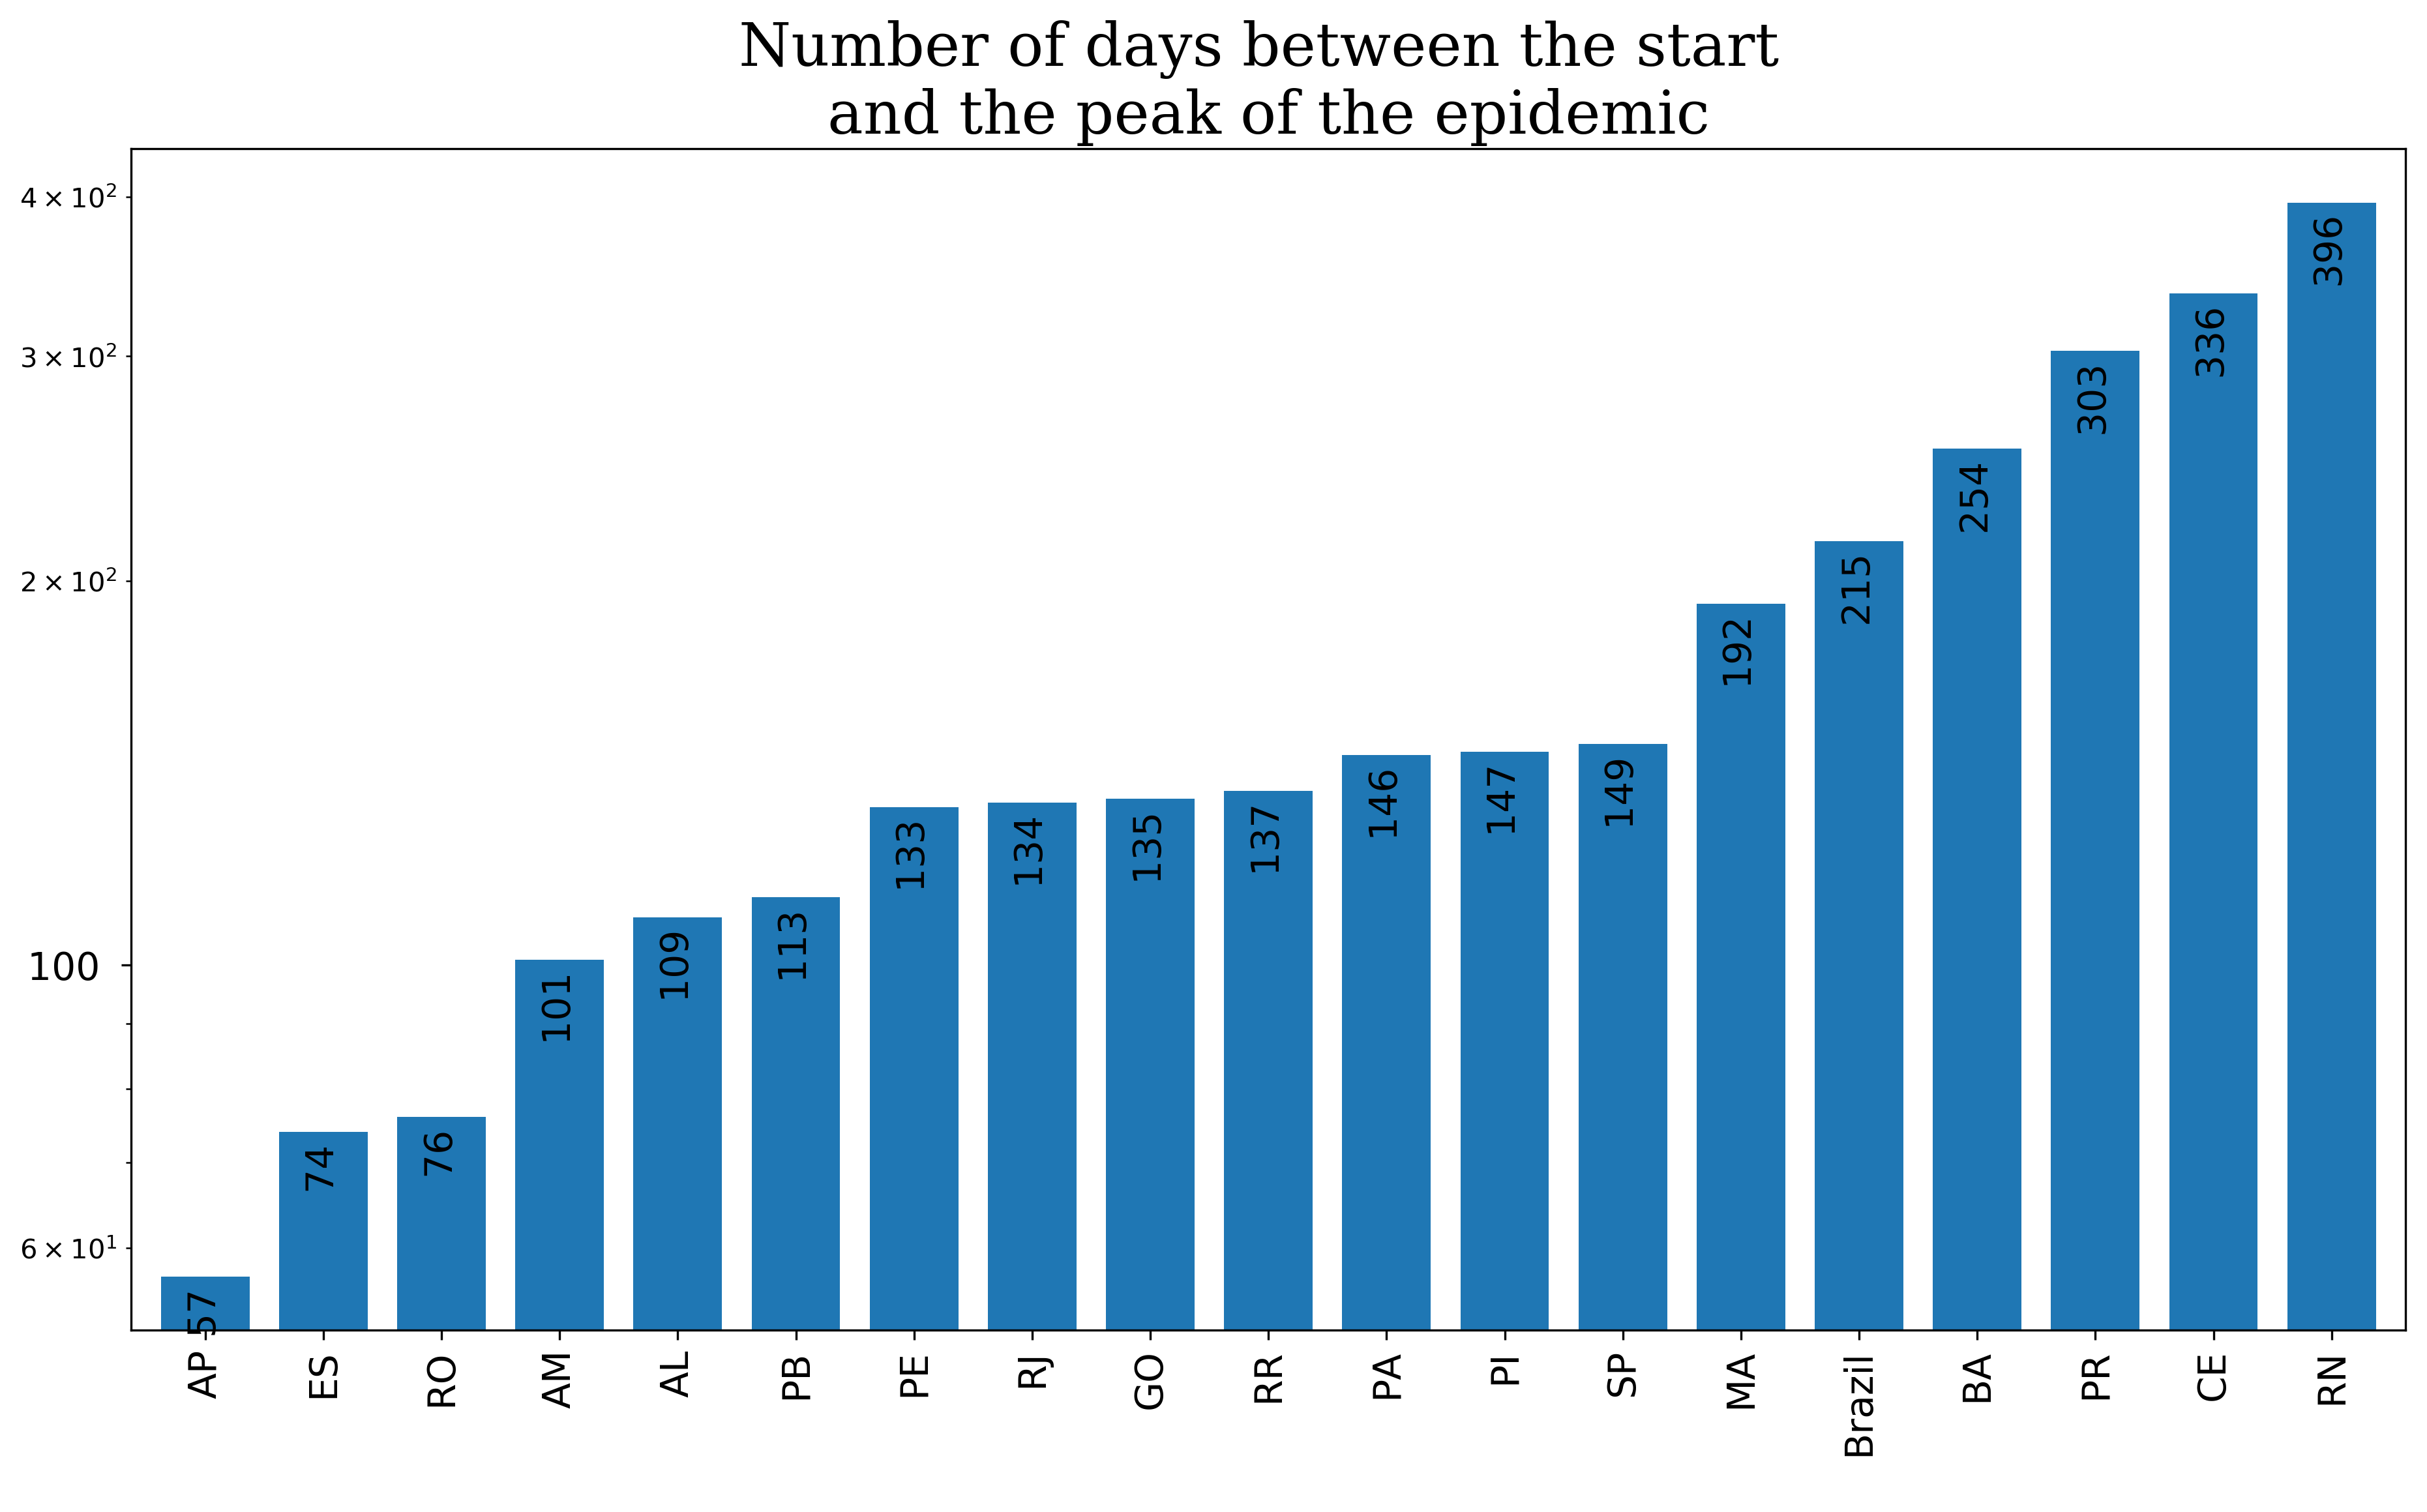 Number of days between the start
and the peak of the epidemic
4 × 10²
3 × 10²
2 × 10²
100
6 × 10¹
57
74
76
101
109
113
133
134
135
137
146
147
149
192
215
254
303
336
396
AP
ES
RO
AM
AL
PB
PE
RJ
GO
RR
PA
PI
SP
MA
Brazil
BA
PR
CE
RN